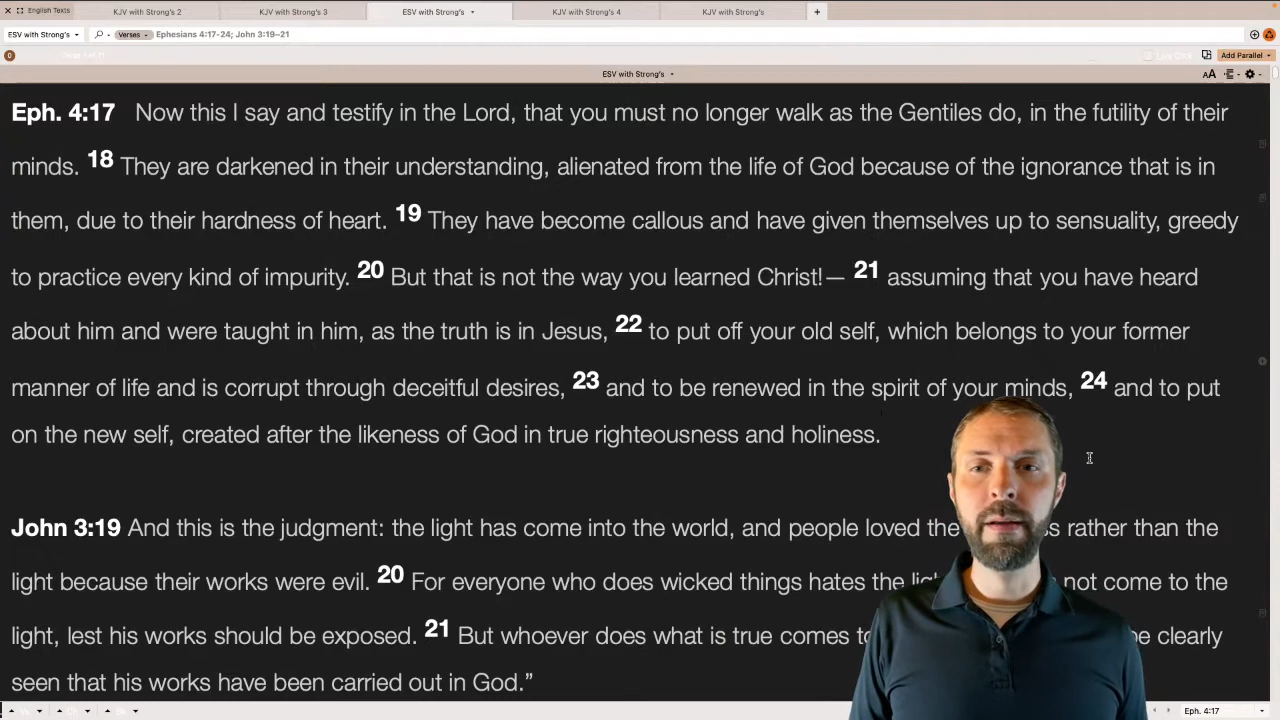 English Texts
KJV with Strong's 2
KJV with Strong's 3
ESV with Strong's
KJV with Strong's 4
KJV with Strong's
ESV with Strong's
Verses
Ephesians 4:17-24; John 3:19–21
0
Add Parallel
ESV with Strong's
AA
Eph. 4:17 Now this I say and testify in the Lord, that you must no longer walk as the Gentiles do, in the futility of their
minds. 18 They are darkened in their understanding, alienated from the life of God because of the ignorance that is in
them, due to their hardness of heart. 19 They have become callous and have given themselves up to sensuality, greedy
to practice every kind of impurity. 20 But that is not the way you learned Christ!— 21 assuming that you have heard
about him and were taught in him, as the truth is in Jesus, 22 to put off your old self, which belongs to your former
manner of life and is corrupt through deceitful desires, 23 and to be renewed in the spirit of your minds, 24 and to put
on the new self, created after the likeness of God in true righteousness and holiness.
John 3:19 And this is the judgment: the light has come into the world, and people loved the rather than the
light because their works were evil. 20 For everyone who does wicked things hates the not come to the
light, lest his works should be exposed. 21 But whoever does what is true comes be clearly
seen that his works have been carried out in God.”
Eph. 4:17